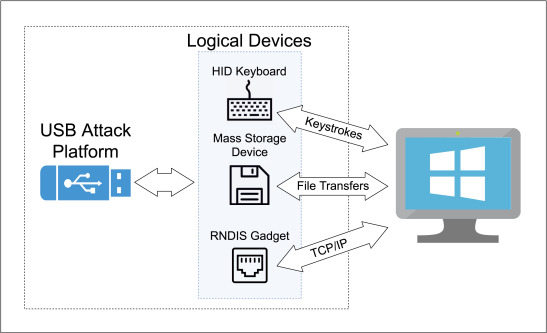 Logical Devices
HID Keyboard
Keystrokes
USB Attack
Platform
Mass Storage
Device
File Transfers
RNDIS Gadget
TCP/IP